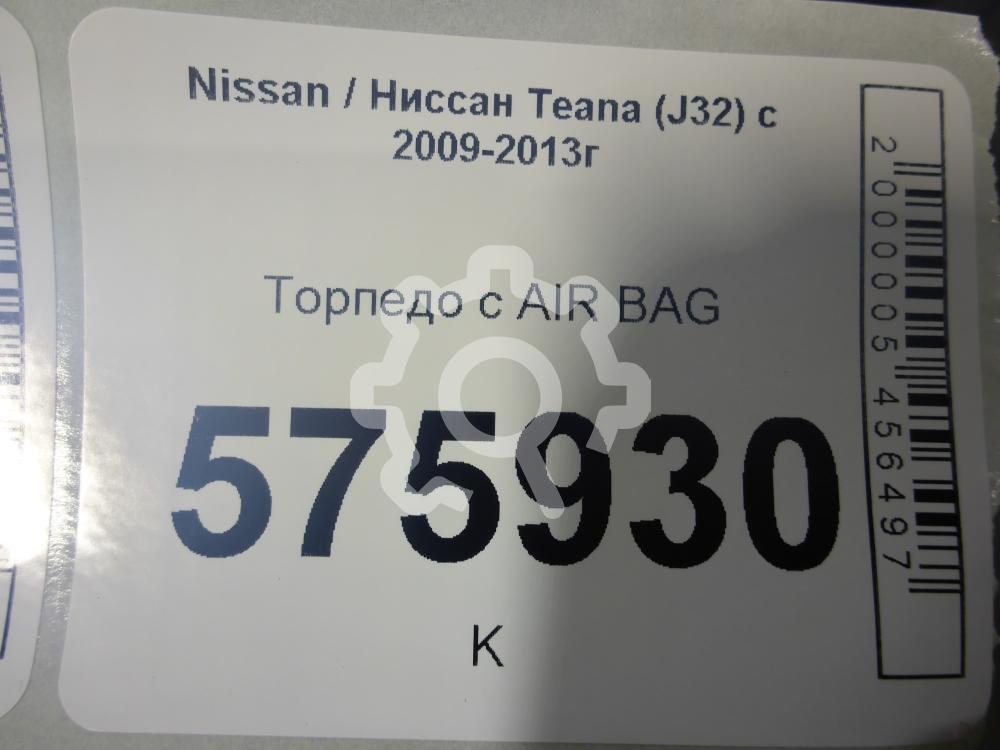 Nissan / Ниссан Teana (J32) с
2009-2013г
Торпедо с AIR BAG
575930
K
2000005456497